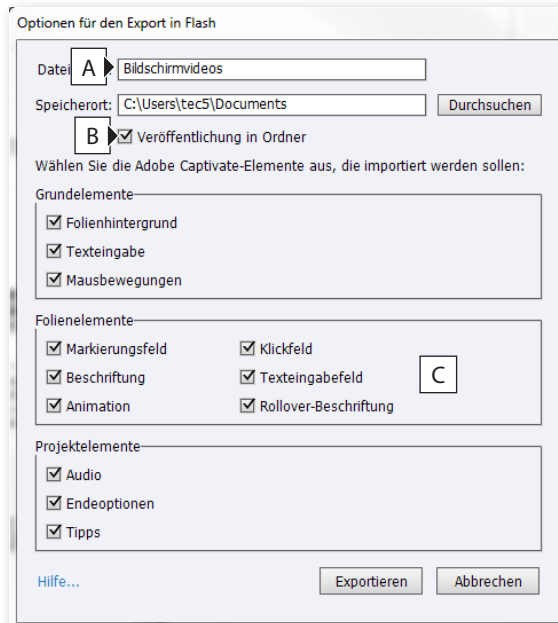 Optionen für den Export in Flash
Datei A Bildschirmvideos
Speicherort: C:\Users\tec5\Documents Durchsuchen
B Veröffentlichung in Ordner
Wählen Sie die Adobe Captivate-Elemente aus, die importiert werden sollen:
Grundelemente
Folienhintergrund
Texteingabe
Mausbewegungen
Folienelemente
Markierungsfeld Klickfeld
Beschriftung Texteingabefeld C
Animation Rollover-Beschriftung
Projektelemente
Audio
Endeoptionen
Tipps
Hilfe... Exportieren Abbrechen